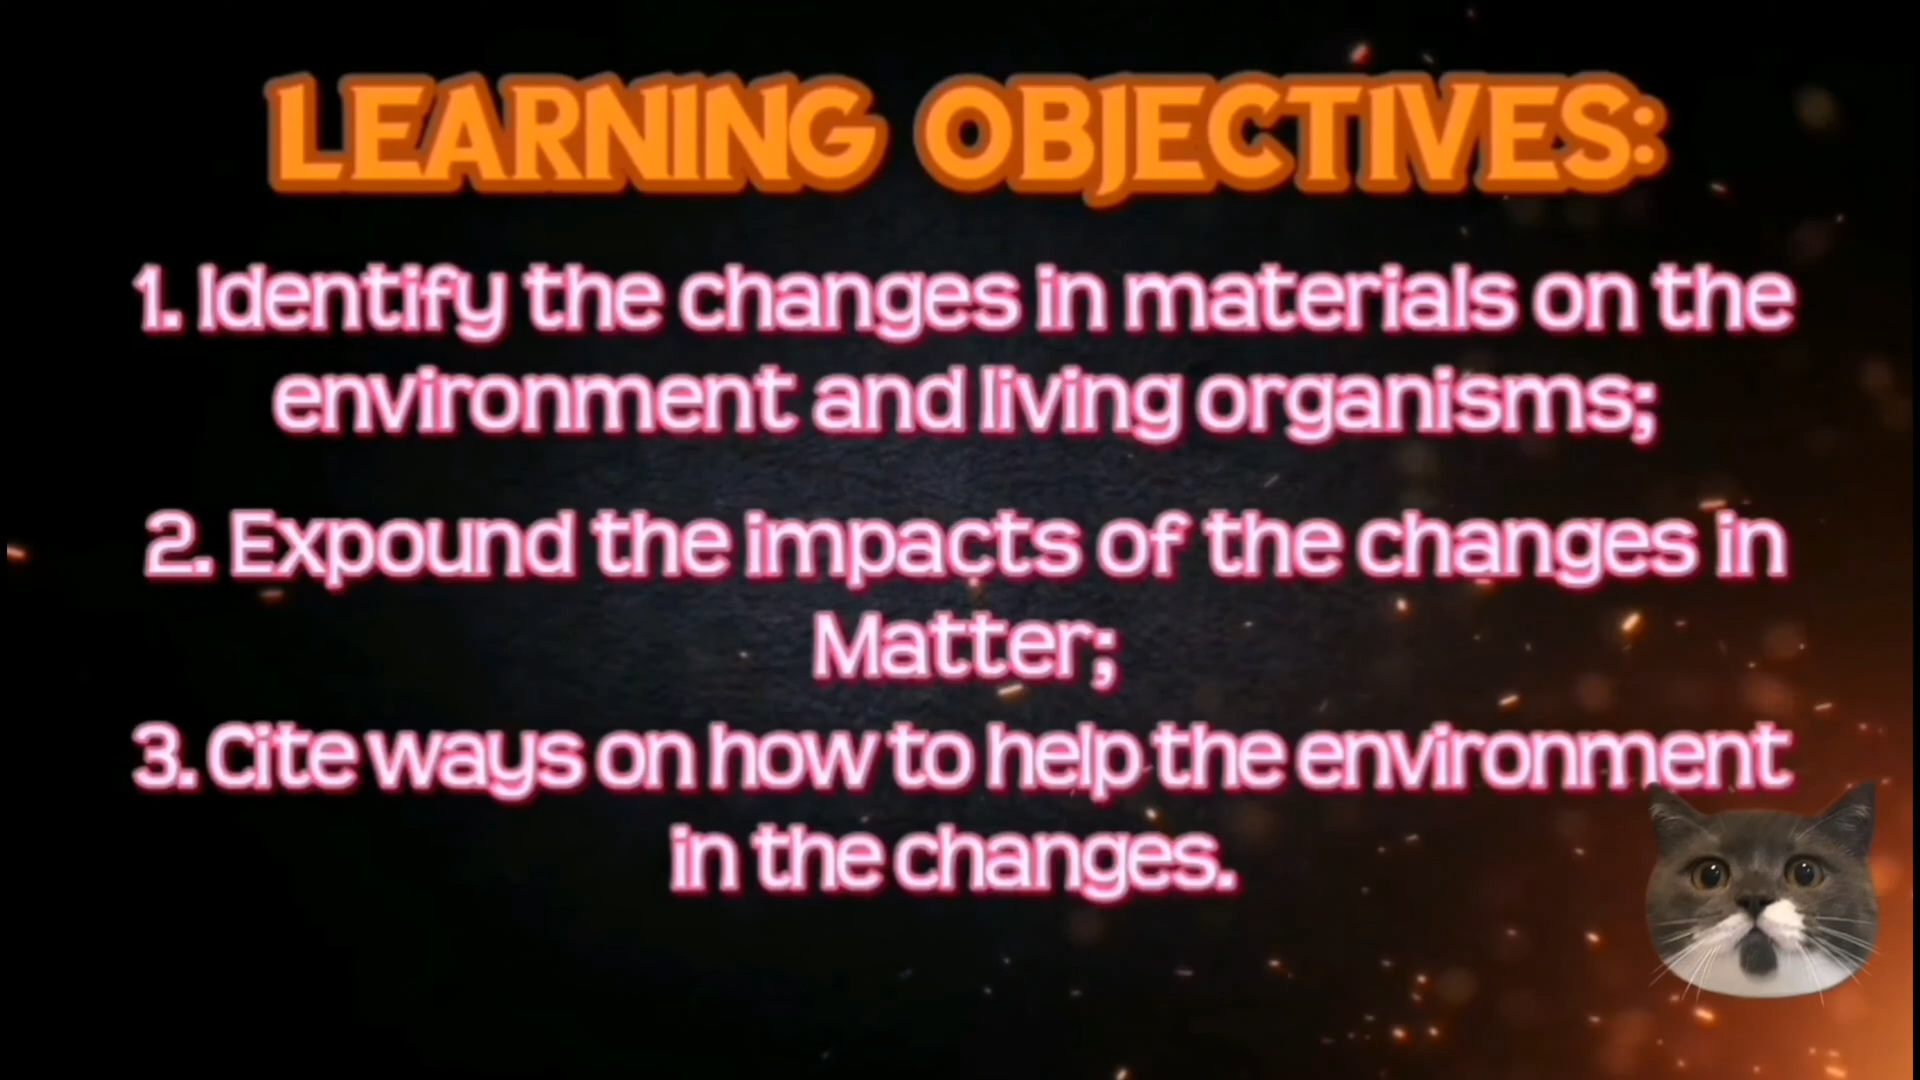 LEARNING OBJECTIVES:
1. Identify the changes in materials on the
environment and living organisms;
2. Expound the impacts of the changes in
Matter;
3. Cite ways on how to help the environment
in the changes.